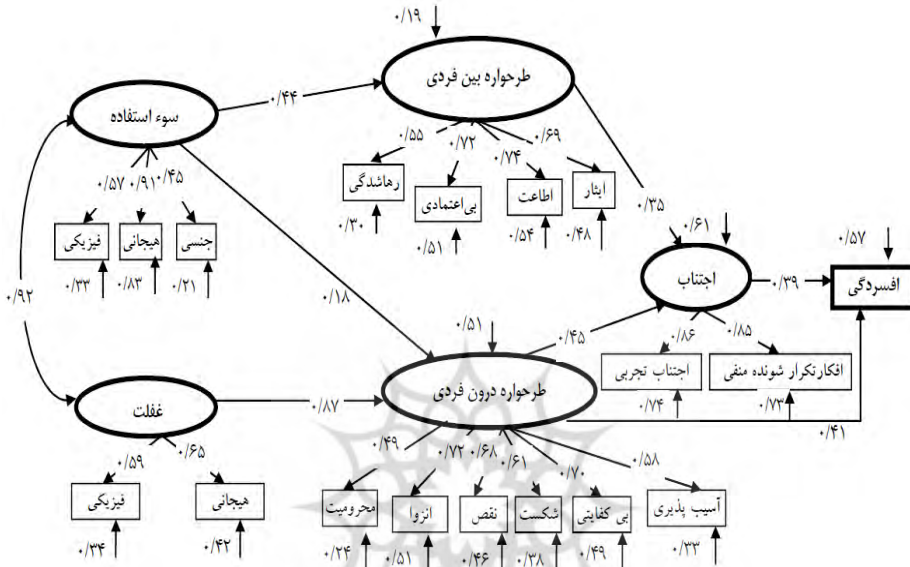 ۰/۱۹
طرحواره بین فردی
۰/۴۴
سوء استفاده
۰/۵۵
۰/۷۲
۰/۷۴
۰/۶۹
۰/۵۷
۰/۹۱
۰/۴۵
رهاشدگی
بی‌اعتمادی
اطاعت
ایثار
۰/۳۰
۰/۵۱
۰/۵۴
۰/۴۸
۰/۳۵
فیزیکی
هیجانی
جنسی
۰/۳۳
۰/۸۳
۰/۲۱
۰/۶۱
۰/۵۷
اجتناب
۰/۳۹
افسردگی
۰/۹۲
۰/۱۸
۰/۵۱
۰/۴۵
۰/۸۶
۰/۸۵
اجتناب تجربی
افکارتکرار شونده منفی
۰/۷۴
۰/۷۳
غفلت
۰/۸۷
طرحواره درون فردی
۰/۴۱
۰/۵۹
۰/۶۵
۰/۴۹
۰/۷۲
۰/۶۸
۰/۶۱
۰/۷۰
۰/۵۸
فیزیکی
هیجانی
محرومیت
انزوا
نقص
شکست
بی کفایتی
آسیب پذیری
۰/۳۴
۰/۴۲
۰/۲۴
۰/۵۱
۰/۴۶
۰/۳۸
۰/۴۹
۰/۳۳